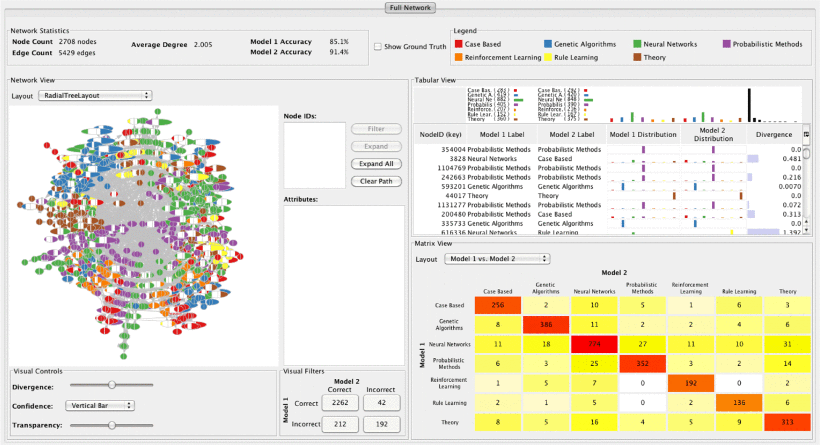 Full Network
Network Statistics
Node Count 2708 nodes
Edge Count 5429 edges
Average Degree 2.005
Model 1 Accuracy 85.1%
Model 2 Accuracy 91.4%
Show Ground Truth
Legend
Case Based
Genetic Algorithms
Neural Networks
Probabilistic Methods
Reinforcement Learning
Rule Learning
Theory
Network View
Layout RadialTreeLayout
Node IDs:
Filter
Expand
Expand All
Clear Path
Attributes:
Visual Controls
Divergence:
Confidence: Vertical Bar
Transparency:
Visual Filters
Model 2
Correct Incorrect
Model 1
Correct 2262 42
Incorrect 212 192
Tabular View
NodeID (key) Model 1 Label Model 2 Label Model 1 Distribution Model 2 Distribution Divergence
354004 Probabilistic Methods Probabilistic Methods 0.0
3828 Neural Networks Case Based 0.481
1104769 Probabilistic Methods Probabilistic Methods 0.0
242663 Probabilistic Methods Probabilistic Methods 0.216
593201 Genetic Algorithms Genetic Algorithms 0.0070
44017 Theory Theory 0.0
1131277 Probabilistic Methods Probabilistic Methods 0.072
200480 Probabilistic Methods Case Based 0.313
335733 Genetic Algorithms Genetic Algorithms 0.0
616336 Neural Networks Rule Learning 1.392
Matrix View
Layout Model 1 vs. Model 2
Model 2
Case Based Genetic Algorithms Neural Networks Probabilistic Methods Reinforcement Learning Rule Learning Theory
Model 1
Case Based 256 2 10 5 1 6 3
Genetic Algorithms 8 386 11 2 2 4 6
Neural Networks 11 18 27 11 10 31
Probabilistic Methods 6 3 25 352 3 2 14
Reinforcement Learning 1 5 7 0 192 0 2
Rule Learning 2 1 5 0 2 136 6
Theory 8 5 16 4 5 9 313